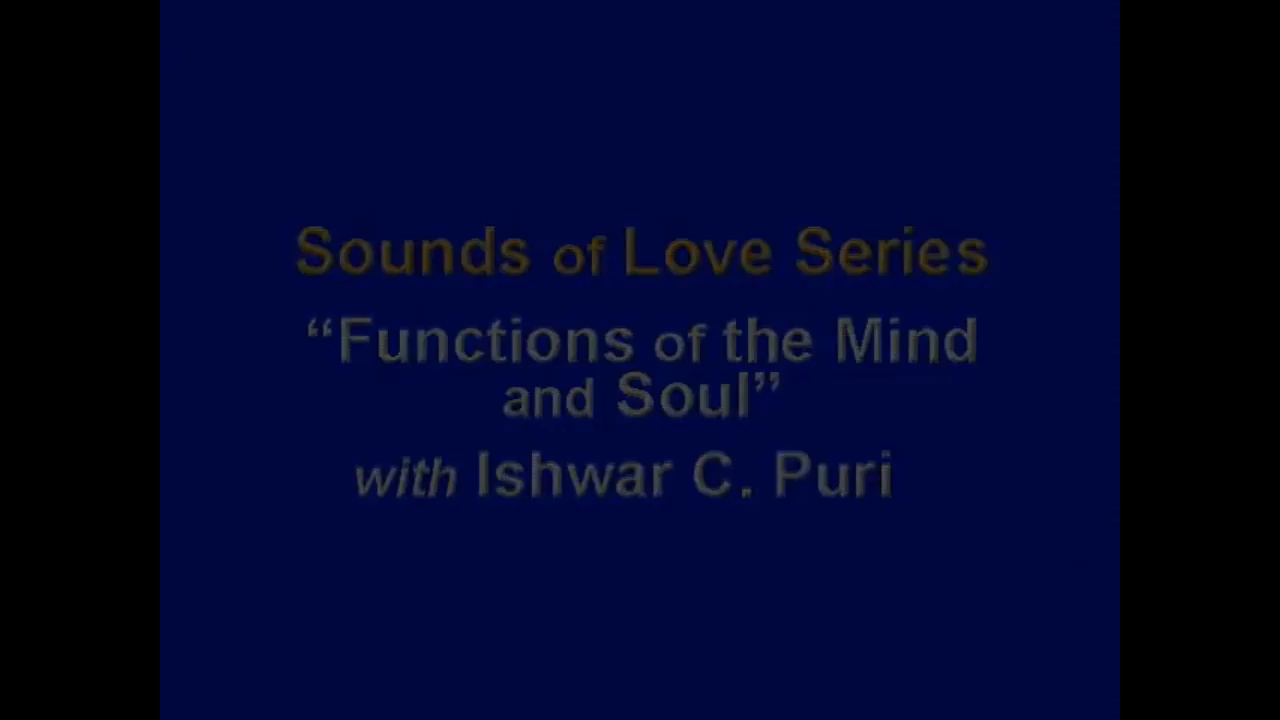 Sounds of Love Series
“Functions of the Mind
and Soul”
with Ishwar C. Puri